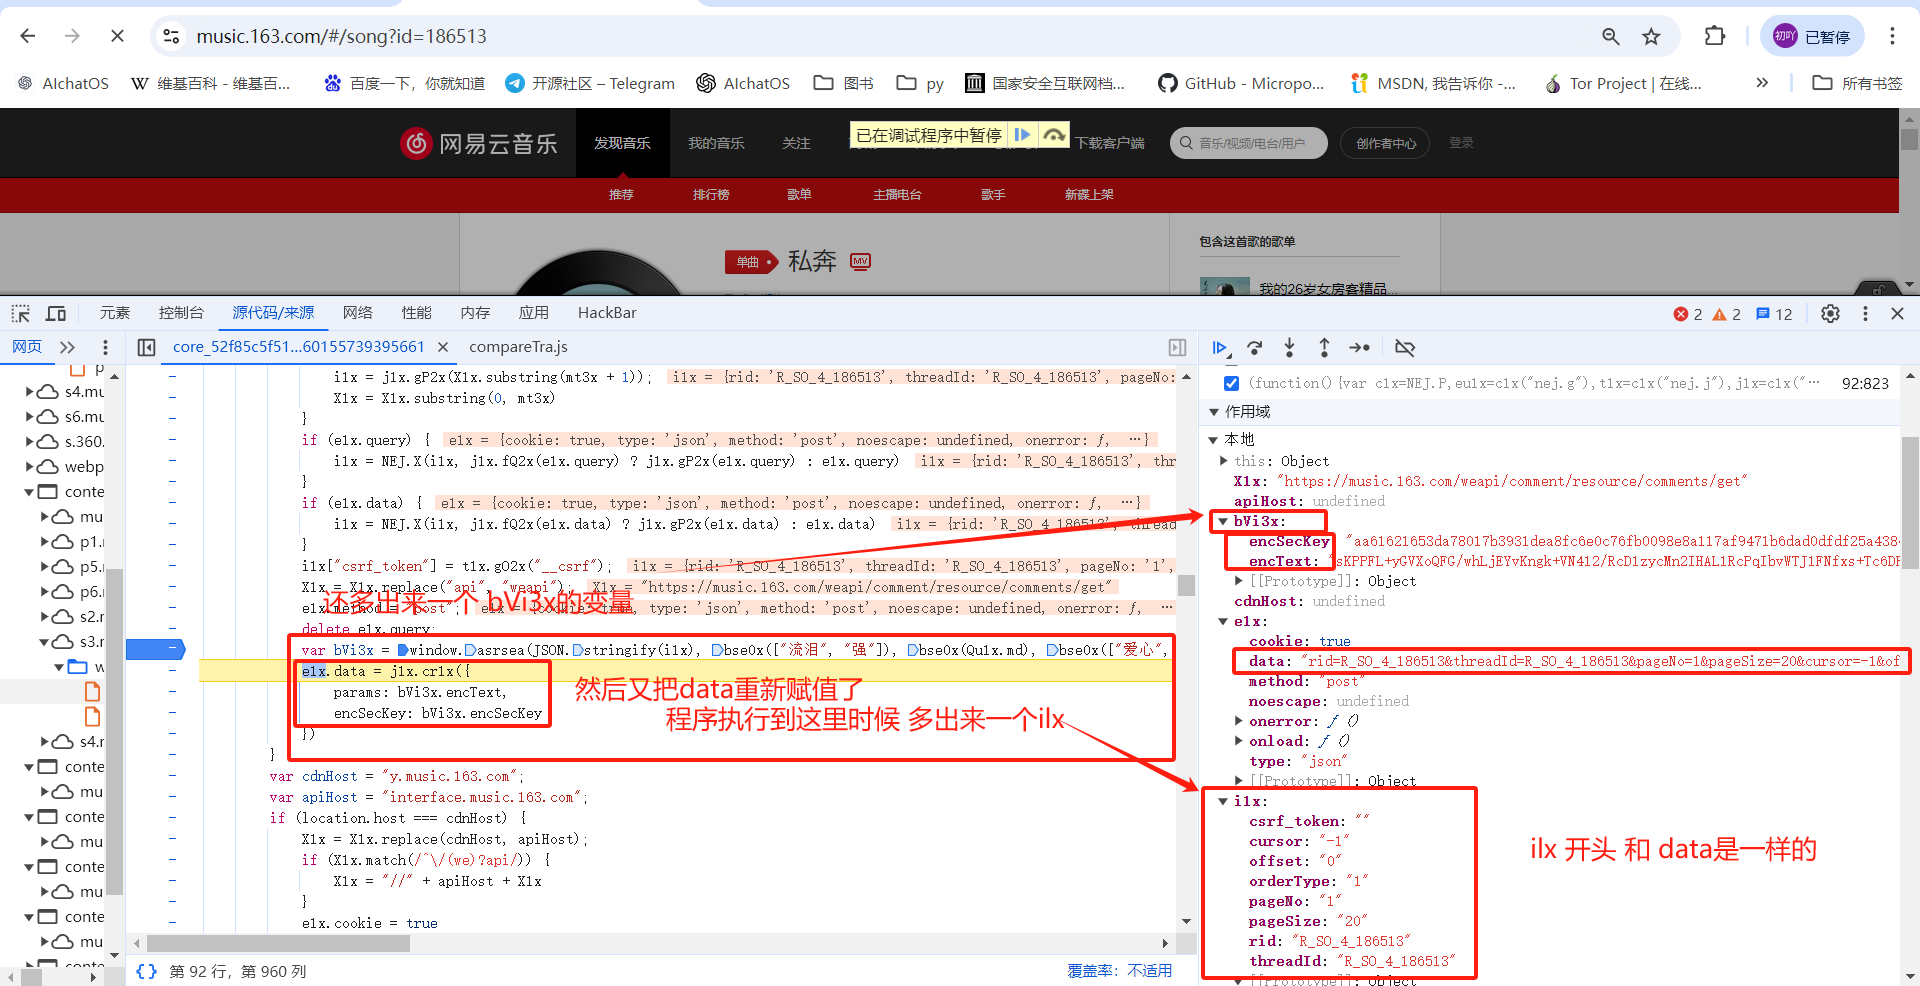 music.163.com/#/song?id=186513
初吖 已暂停
AIchatOS
维基百科 - 维基百...
百度一下，你就知道
开源社区 – Telegram
AIchatOS
图书
py
国家安全互联网档...
GitHub - Micropo...
MSDN, 我告诉你 -...
Tor Project | 在线...
»
所有书签
网易云音乐
发现音乐
我的音乐
关注
已在调试程序中暂停
下载客户端
音乐/视频/电台/用户
创作者中心
登录
推荐
排行榜
歌单
主播电台
歌手
新碟上架
单曲
私奔
MV
包含这首歌的歌单
我的26岁女房客精品...
元素
控制台
源代码/来源
网络
性能
内存
应用
HackBar
2
2
12
网页
core_52f85c5f51...60155739395661 ×
compareTra.js
s4.mu
s6.mu
s.360.
webp
conte
mu
p1.r
p5.r
p6.r
s2.r
s3.r
w
s4.r
conte
mu
conte
mu
conte
mu
conte
mu
conte
i1x = j1x.gP2x(X1x.substring(mt3x + 1)); i1x = {rid: 'R_SO_4_186513', threadId: 'R_SO_4_186513', pageNo:
X1x = X1x.substring(0, mt3x)
}
if (e1x.query) { e1x = {cookie: true, type: 'json', method: 'post', noescape: undefined, onerror: ƒ, …}
i1x = NEJ.X(i1x, j1x.fQ2x(e1x.query) ? j1x.gP2x(e1x.query) : e1x.query) i1x = {rid: 'R_SO_4_186513', thr
}
if (e1x.data) { e1x = {cookie: true, type: 'json', method: 'post', noescape: undefined, onerror: ƒ, …}
i1x = NEJ.X(i1x, j1x.fQ2x(e1x.data) ? j1x.gP2x(e1x.data) : e1x.data) i1x = {rid: 'R_SO_4_186513', thread
}
i1x["csrf_token"] = t1x.gO2x("__csrf"); i1x = {rid: 'R_SO_4_186513', threadId: 'R_SO_4_186513', pageNo: '1',
X1x = X1x.replace("api", "weapi"); X1x = "https://music.163.com/weapi/comment/resource/comments/get"
还多出来一个 bVi3x的变量
delete e1x.query;
var bVi3x = window.asrsea(JSON.stringify(i1x), bse0x(["流泪", "强"]), bse0x(Qu1x.md), bse0x(["爱心",
e1x.data = j1x.cr1x({
params: bVi3x.encText,
encSecKey: bVi3x.encSecKey
})
}
然后又把data重新赋值了
程序执行到这里时候 多出来一个ilx
var cdnHost = "y.music.163.com";
var apiHost = "interface.music.163.com";
if (location.host === cdnHost) {
X1x = X1x.replace(cdnHost, apiHost);
if (X1x.match(/^\/(we)?api/)) {
X1x = "//" + apiHost + X1x
}
e1x.cookie = true
{} 第 92 行，第 960 列
覆盖率：不适用
(function(){var c1x=NEJ.P,eu1x=c1x("nej.g"),t1x=c1x("nej.j"),j1x=c1x("… 92:823
作用域
本地
this: Object
X1x: "https://music.163.com/weapi/comment/resource/comments/get"
apiHost: undefined
bVi3x:
encSecKey "aa61621653da78017b3931dea8fc6e0c76fb0098e8a117af9471b6dad0dfdf25a438
encText: "sKPPFL+yGVXoQFG/whLjEYvKngk+VN412/RcD1zycMn2IHAL1RcPqIbvWTJ1FNfxs+Tc6DF
[[Prototype]]: Object
cdnHost: undefined
e1x:
cookie: true
data: "rid=R_SO_4_186513&threadId=R_SO_4_186513&pageNo=1&pageSize=20&cursor=-1&of
method: "post"
noescape: undefined
onerror: ƒ ()
onload: ƒ ()
type: "json"
[[Prototype]]: Object
i1x:
csrf_token: ""
cursor: "-1"
offset: "0"
orderType: "1"
pageNo: "1"
pageSize: "20"
rid: "R_SO_4_186513"
threadId: "R_SO_4_186513"
[[Prototype]]: Object
ilx 开头 和 data是一样的